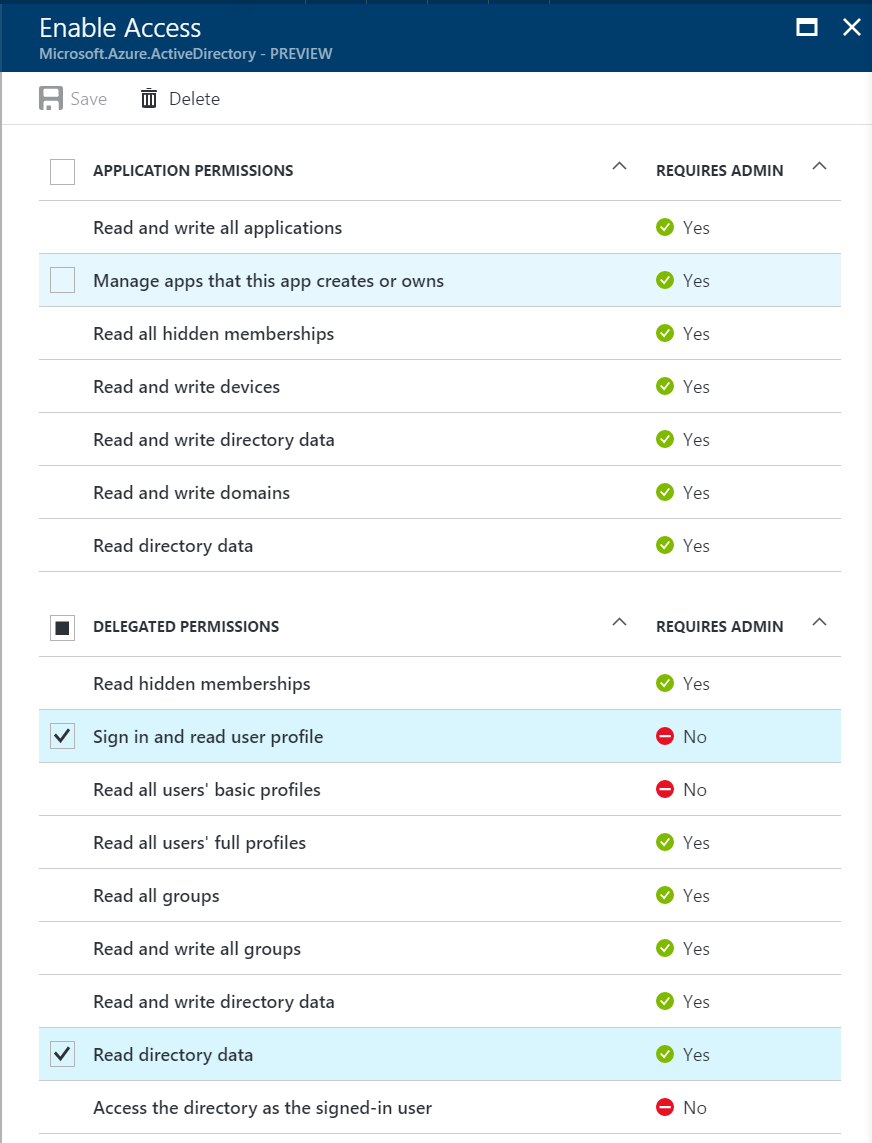 Enable Access
Microsoft.Azure.ActiveDirectory - PREVIEW
Save Delete
APPLICATION PERMISSIONS REQUIRES ADMIN
Read and write all applications Yes
Manage apps that this app creates or owns Yes
Read all hidden memberships Yes
Read and write devices Yes
Read and write directory data Yes
Read and write domains Yes
Read directory data Yes
DELEGATED PERMISSIONS REQUIRES ADMIN
Read hidden memberships Yes
Sign in and read user profile No
Read all users' basic profiles No
Read all users' full profiles Yes
Read all groups Yes
Read and write all groups Yes
Read and write directory data Yes
Read directory data Yes
Access the directory as the signed-in user No